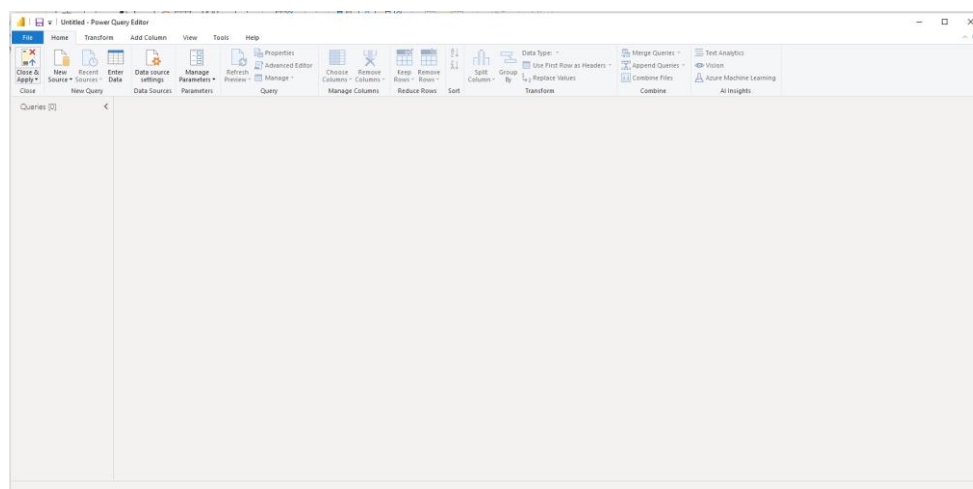 Untitled - Power Query Editor
File Home Transform Add Column View Tools Help
Close & Apply
New Source
Recent Sources
Enter Data
Data source settings
Manage Parameters
Refresh Preview
Properties
Advanced Editor
Manage
Choose Columns
Remove Columns
Keep Rows
Remove Rows
Split Column
Group By
Data Type:
Use First Row as Headers
Replace Values
Merge Queries
Append Queries
Combine Files
Text Analytics
Vision
Azure Machine Learning
Close New Query Data Sources Parameters Query Manage Columns Reduce Rows Sort Transform Combine AI Insights
Queries [0]